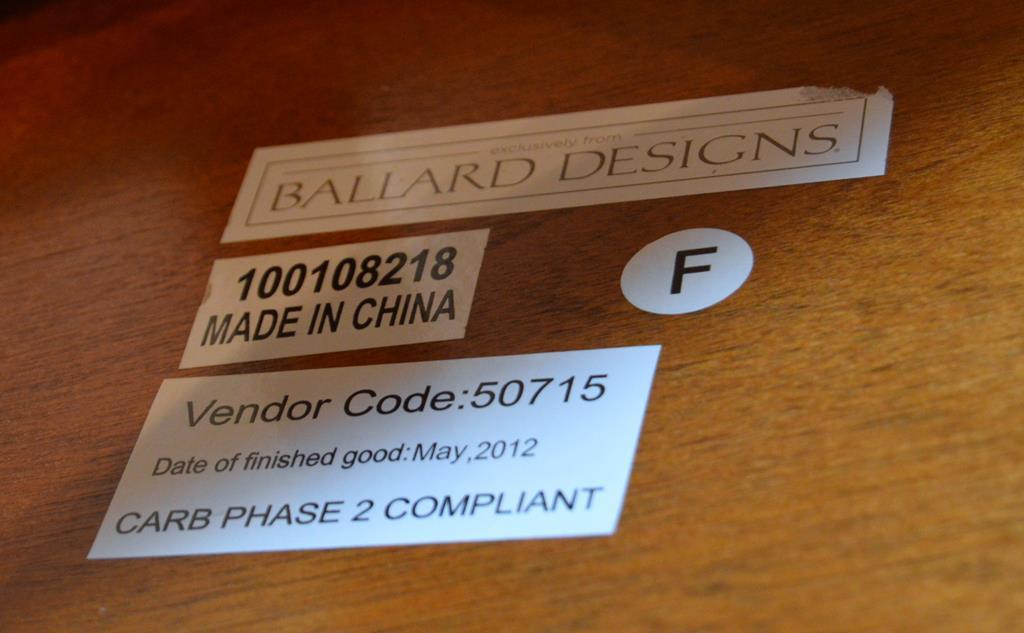 exclusively from
BALLARD DESIGNS
100108218
MADE IN CHINA
F
Vendor Code:50715
Date of finished good:May,2012
CARB PHASE 2 COMPLIANT